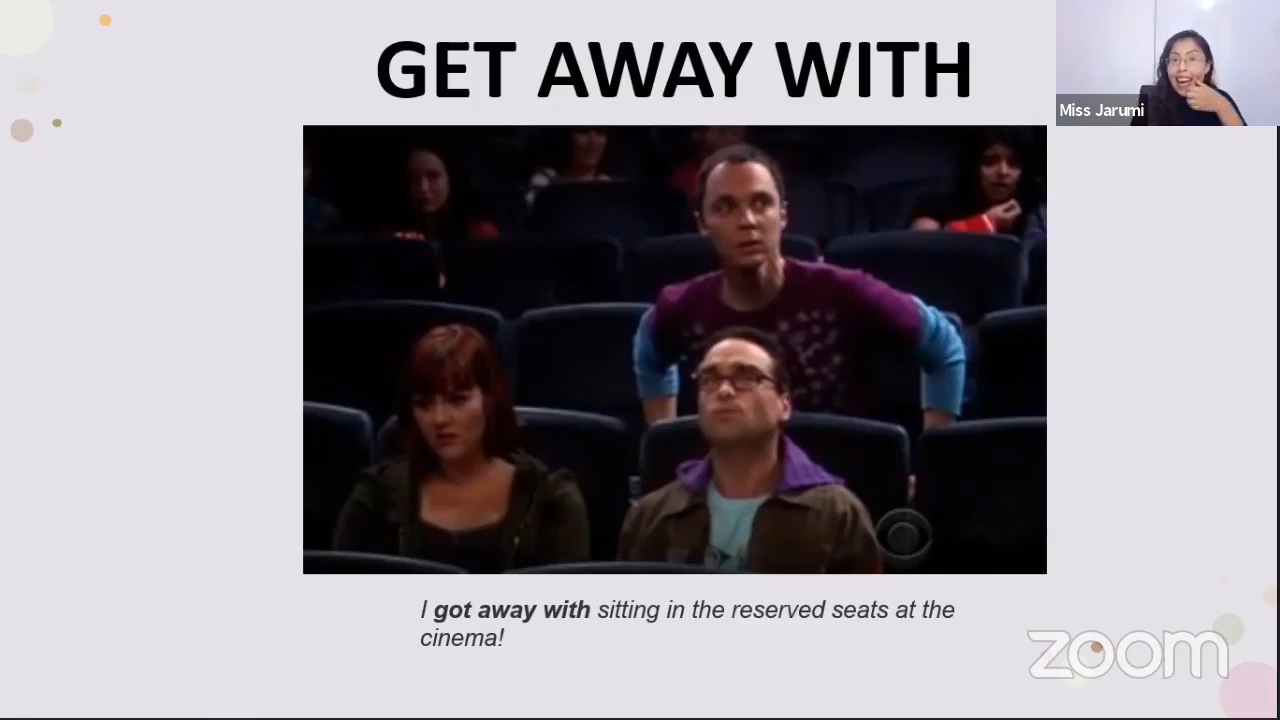 GET AWAY WITH
Miss Jarumi
I got away with sitting in the reserved seats at the
cinema!
zoom